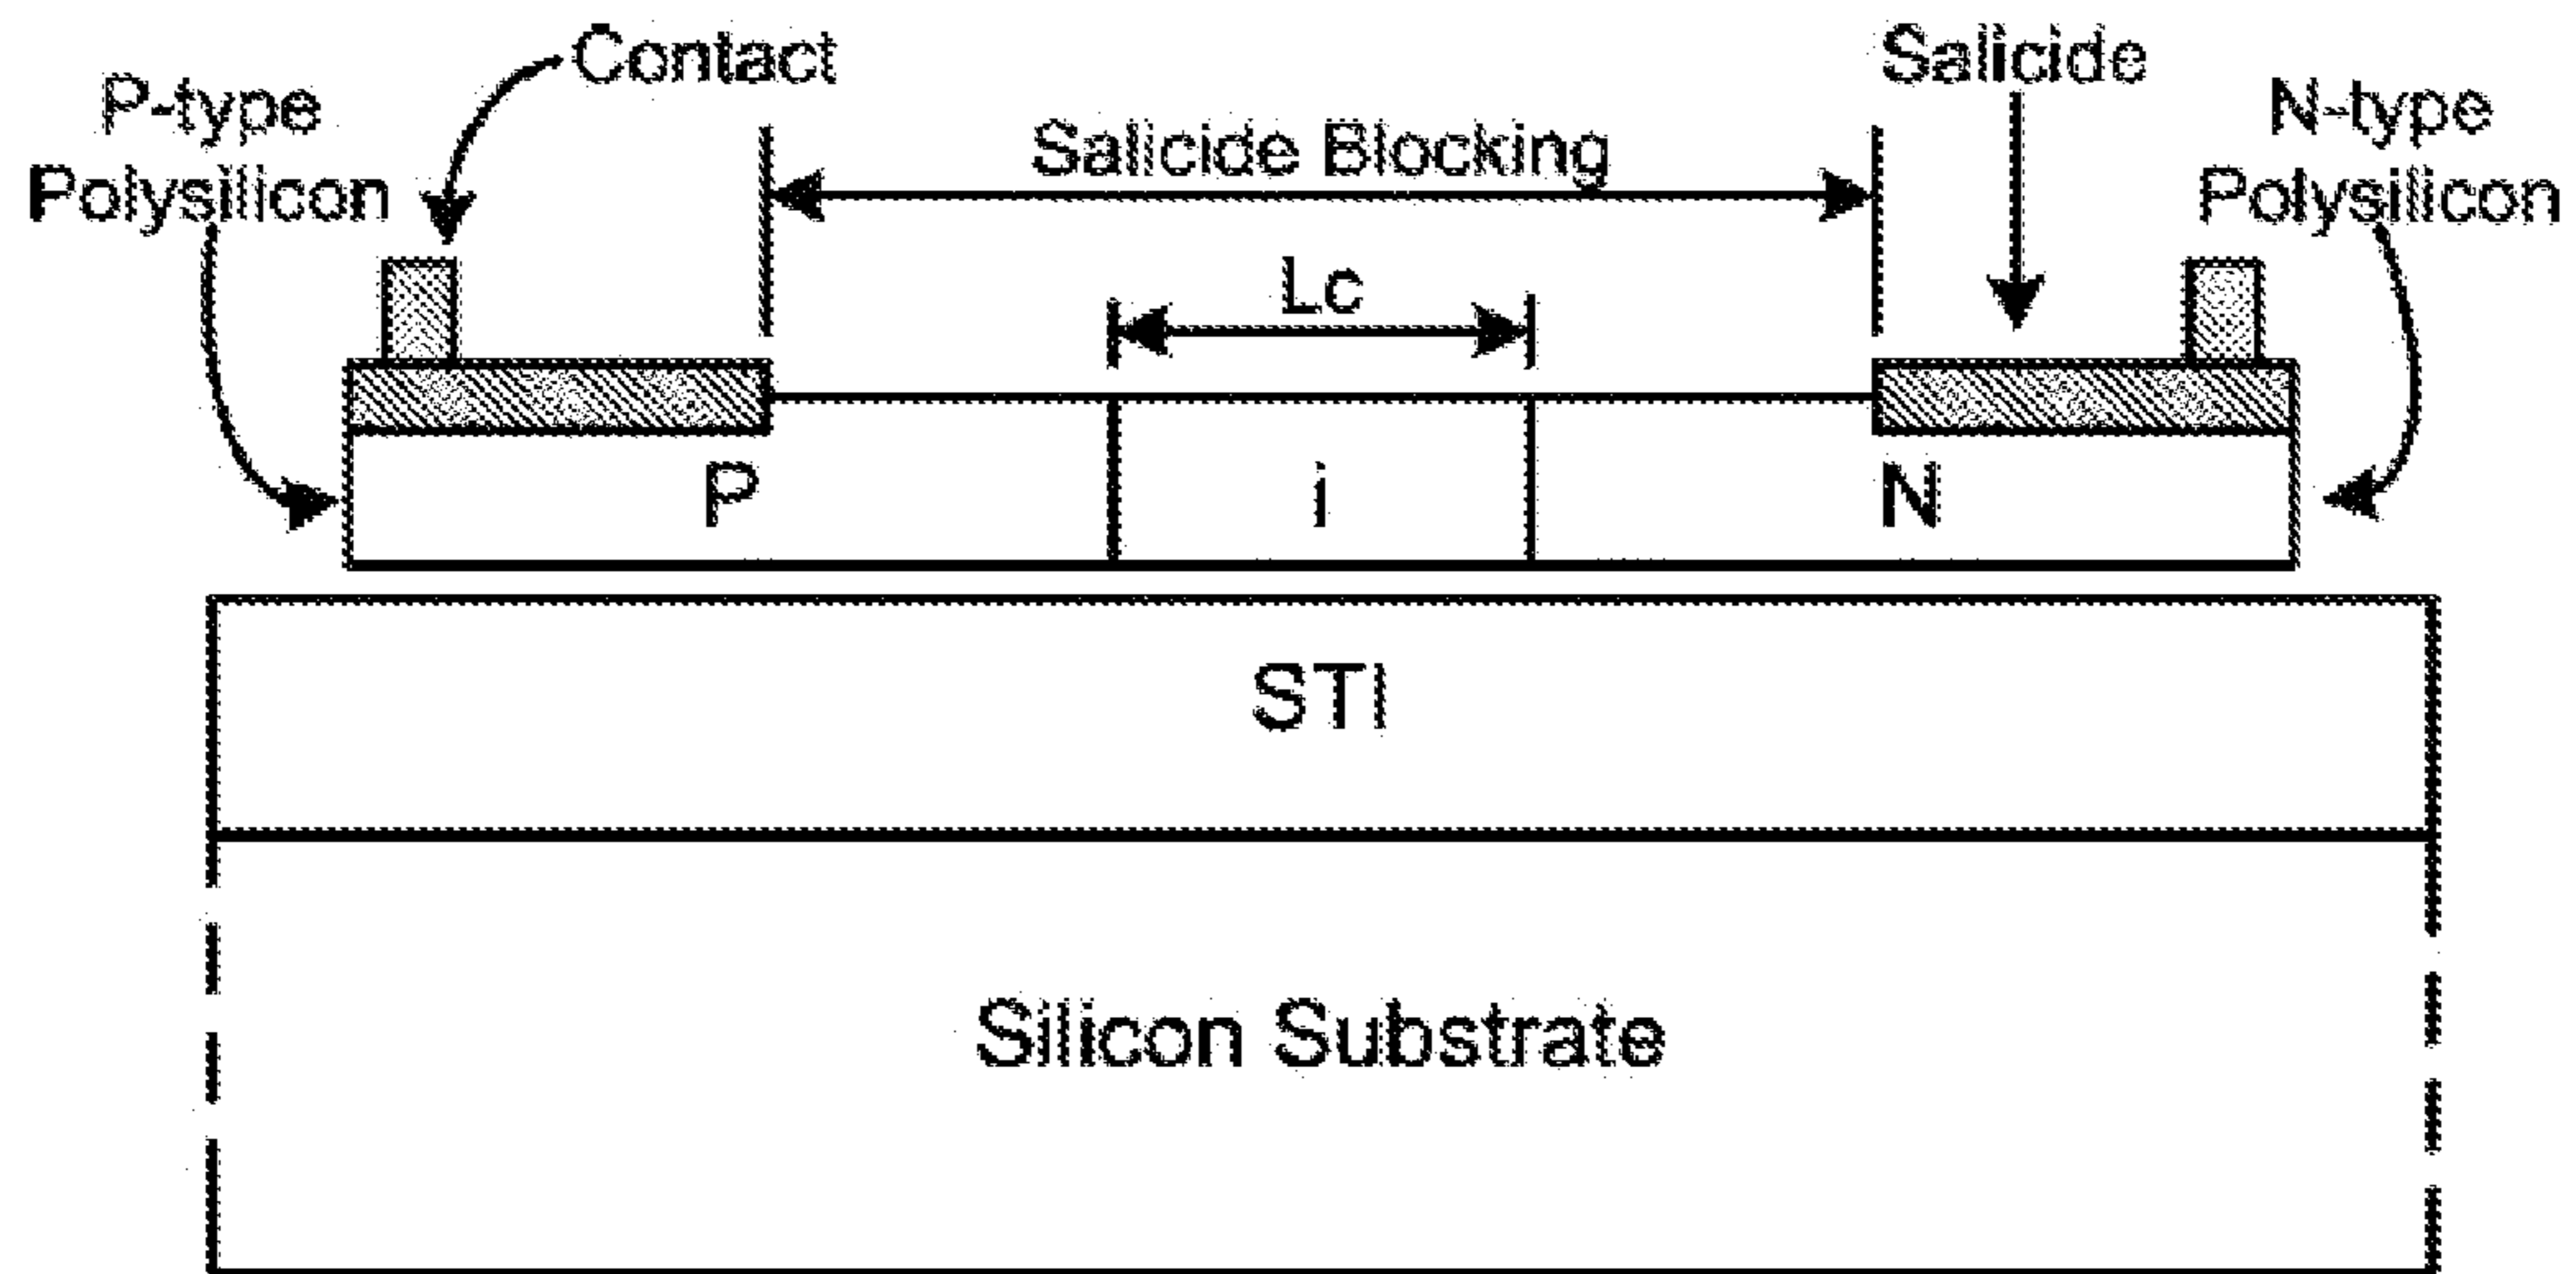 Contact
Salicide
P-type
Polysilicon
Salicide Blocking
N-type
Polysilicon
Lc
P
i
N
STI
Silicon Substrate